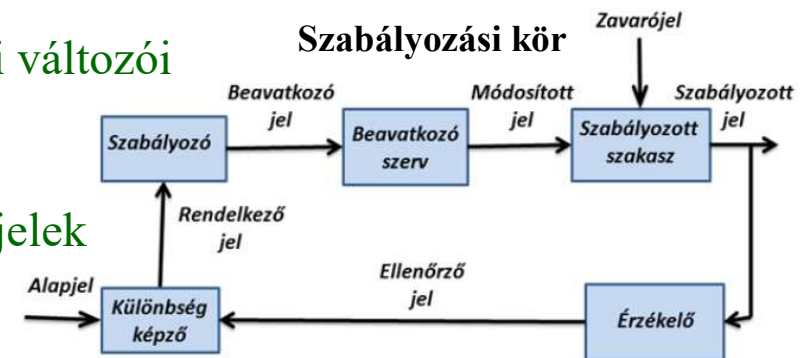 Zavarójel
Szabályozási kör
i változói
Beavatkozó
jel
Módosított
jel
Szabályozott
jel
Szabályozó
Beavatkozó
szerv
Szabályozott
szakasz
jelek
Rendelkező
jel
Alapjel
Különbség
képző
Ellenőrző
jel
Érzékelő